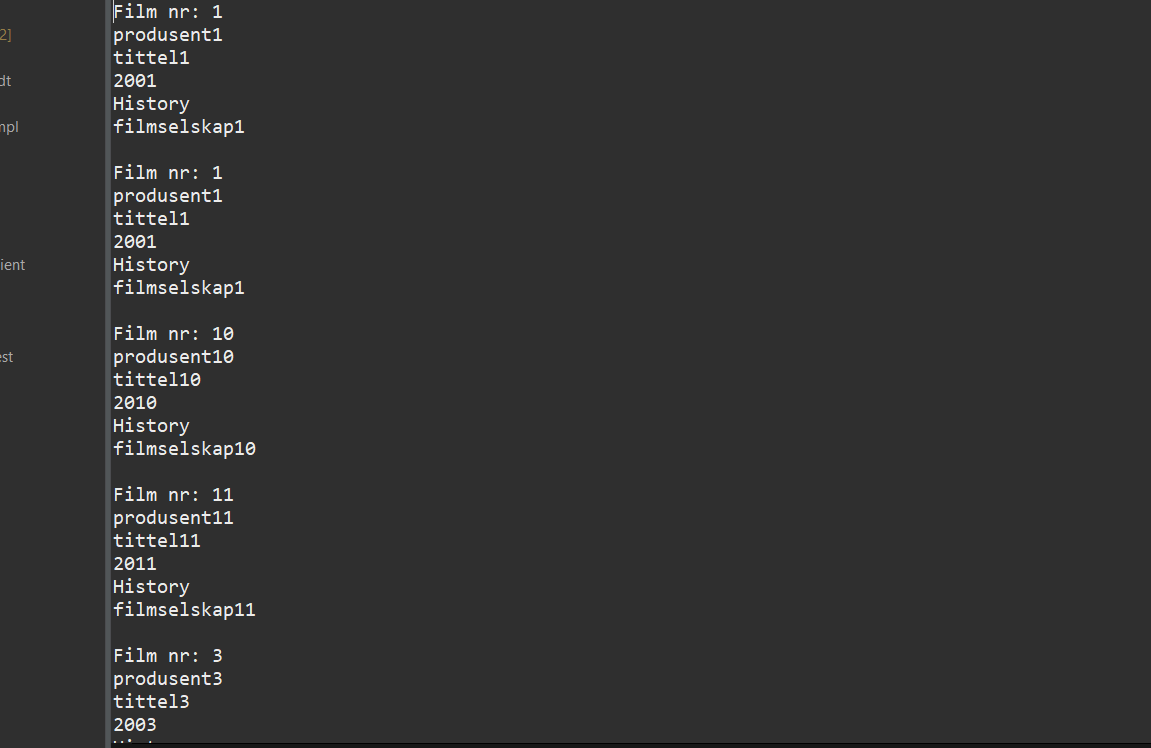 2]
dt
mpl
ient
est
Film nr: 1
produsent1
tittel1
2001
History
filmselskap1
Film nr: 1
produsent1
tittel1
2001
History
filmselskap1
Film nr: 10
produsent10
tittel10
2010
History
filmselskap10
Film nr: 11
produsent11
tittel11
2011
History
filmselskap11
Film nr: 3
produsent3
tittel3
2003